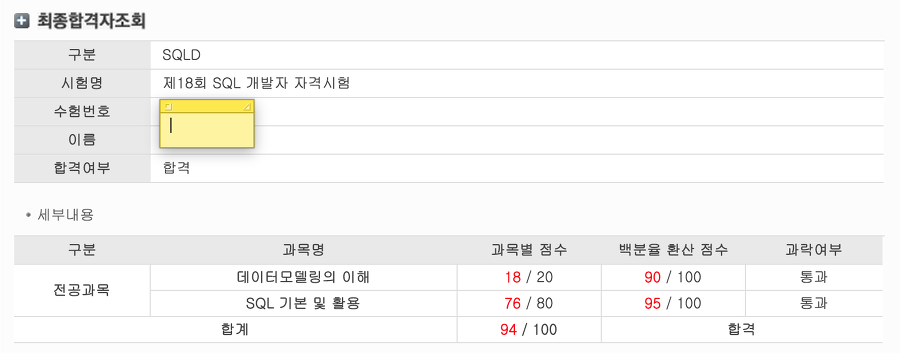 최종합격자조회
구분 SQLD
시험명 제18회 SQL 개발자 자격시험
수험번호
이름
합격여부 합격
• 세부내용
구분 과목명 과목별 점수 백분율 환산 점수 과락여부
전공과목 데이터모델링의 이해 18 / 20 90 / 100 통과
SQL 기본 및 활용 76 / 80 95 / 100 통과
합계 94 / 100 합격